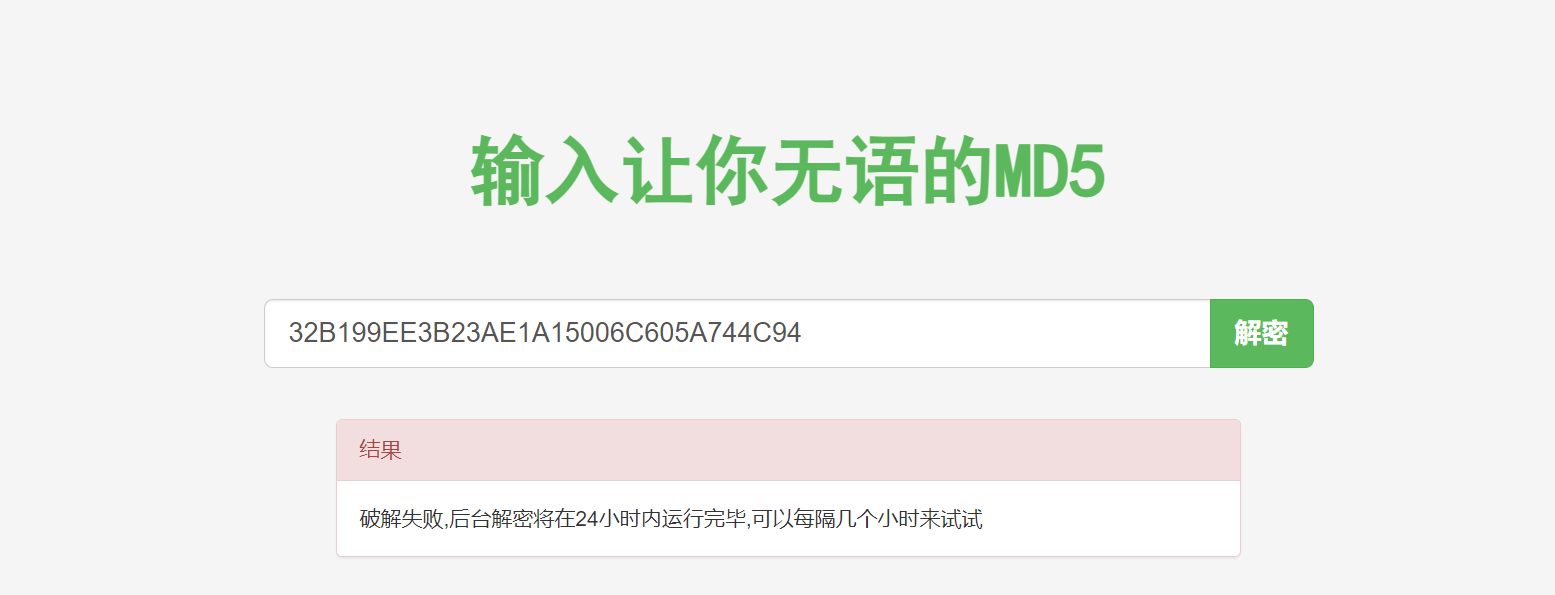 输入让你无语的MD5
32B199EE3B23AE1A15006C605A744C94
解密
结果
破解失败,后台解密将在24小时内运行完毕,可以每隔几个小时来试试